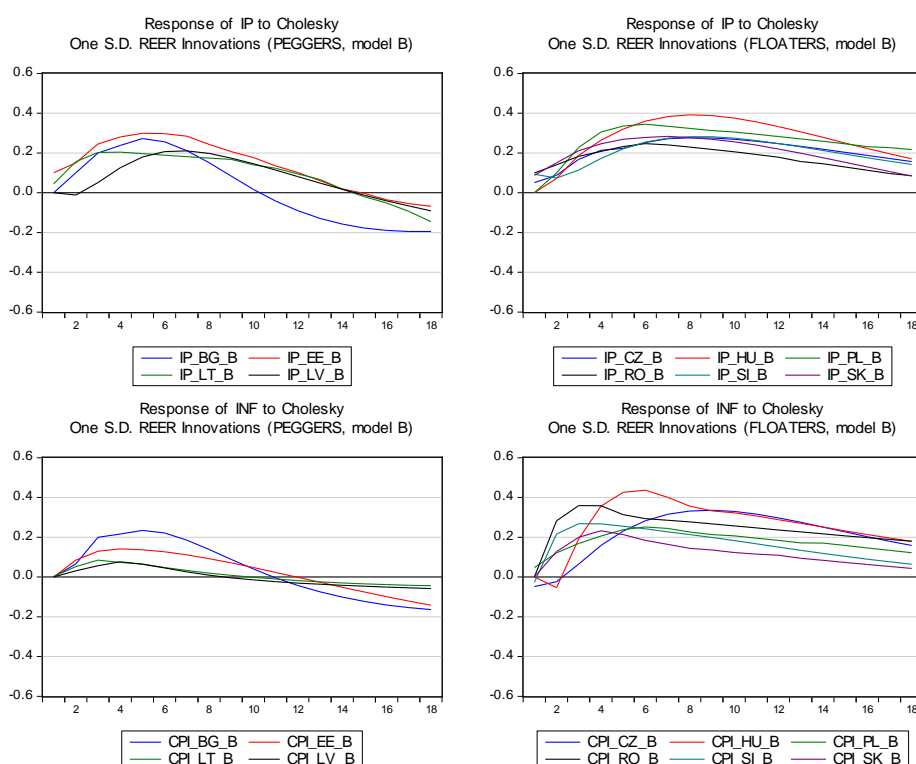 Response of IP to Cholesky
One S.D. REER Innovations (PEGGERS, model B)
0.6
0.4
0.2
0.0
-0.2
-0.4
-0.6
2 4 6 8 10 12 14 16 18
IP_BG_B IP_EE_B
IP_LT_B IP_LV_B
Response of IP to Cholesky
One S.D. REER Innovations (FLOATERS, model B)
0.6
0.4
0.2
0.0
-0.2
-0.4
-0.6
2 4 6 8 10 12 14 16 18
IP_CZ_B IP_HU_B IP_PL_B
IP_RO_B IP_SI_B IP_SK_B
Response of INF to Cholesky
One S.D. REER Innovations (PEGGERS, model B)
0.6
0.4
0.2
0.0
-0.2
-0.4
-0.6
2 4 6 8 10 12 14 16 18
CPI_BG_B CPI_EE_B
CPI_LT_B CPI_LV_B
Response of INF to Cholesky
One S.D. REER Innovations (FLOATERS, model B)
0.6
0.4
0.2
0.0
-0.2
-0.4
-0.6
2 4 6 8 10 12 14 16 18
CPI_CZ_B CPI_HU_B CPI_PL_B
CPI_RO_B CPI_SI_B CPI_SK_B